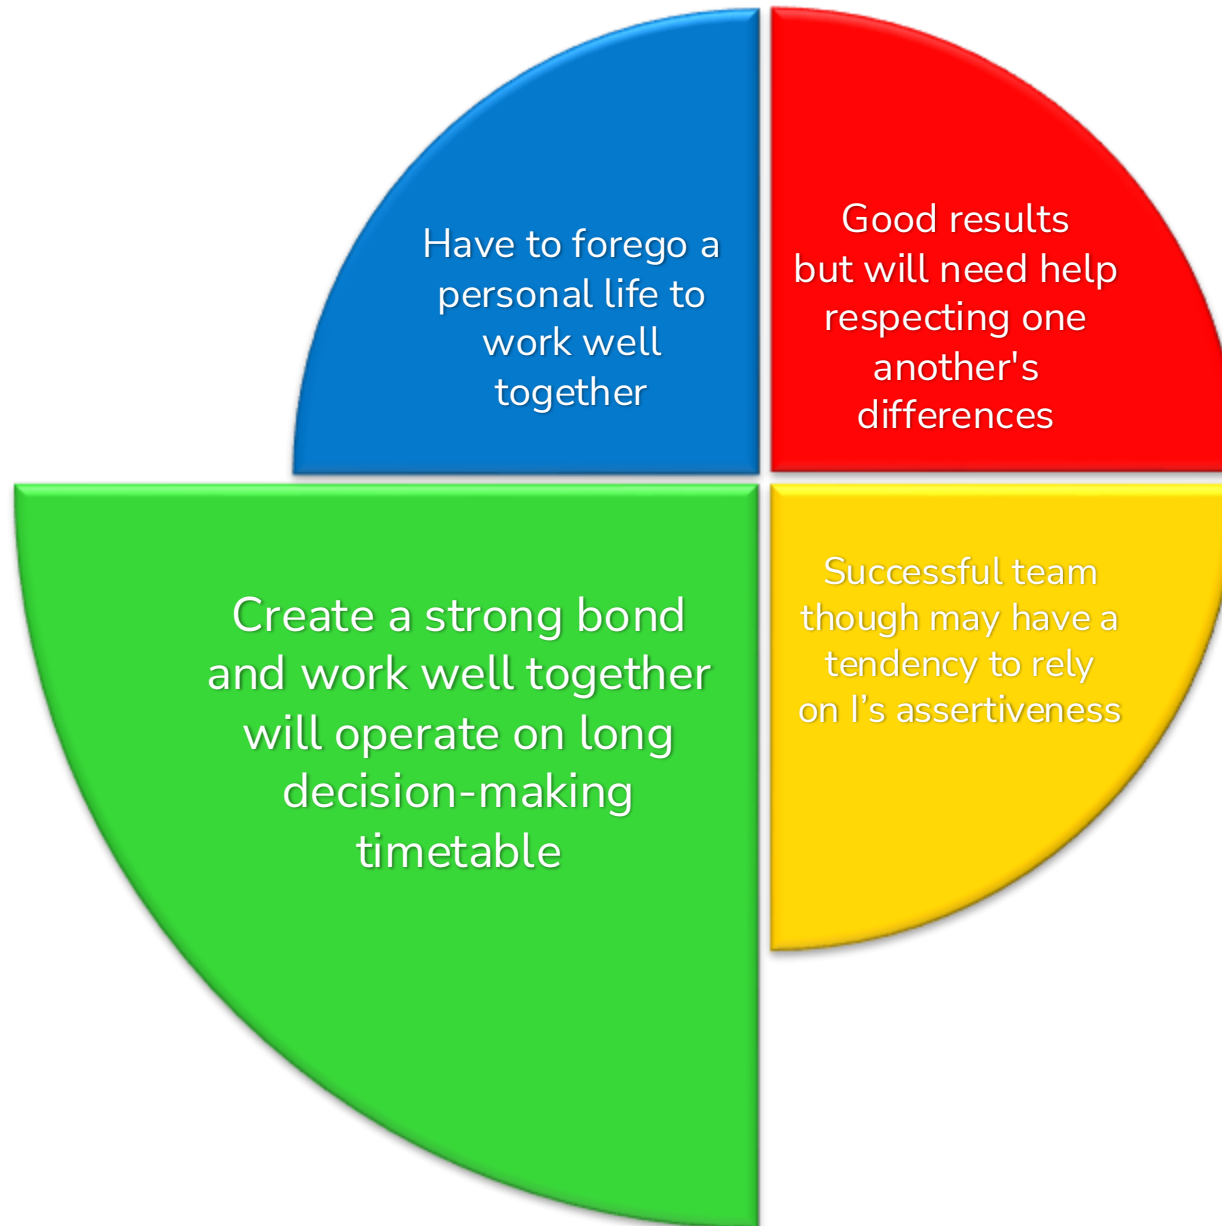 Have to forego a
personal life to
work well
together
Good results
but will need help
respecting one
another's
differences
Create a strong bond
and work well together
will operate on long
decision-making
timetable
Successful team
though may have a
tendency to rely
on I’s assertiveness